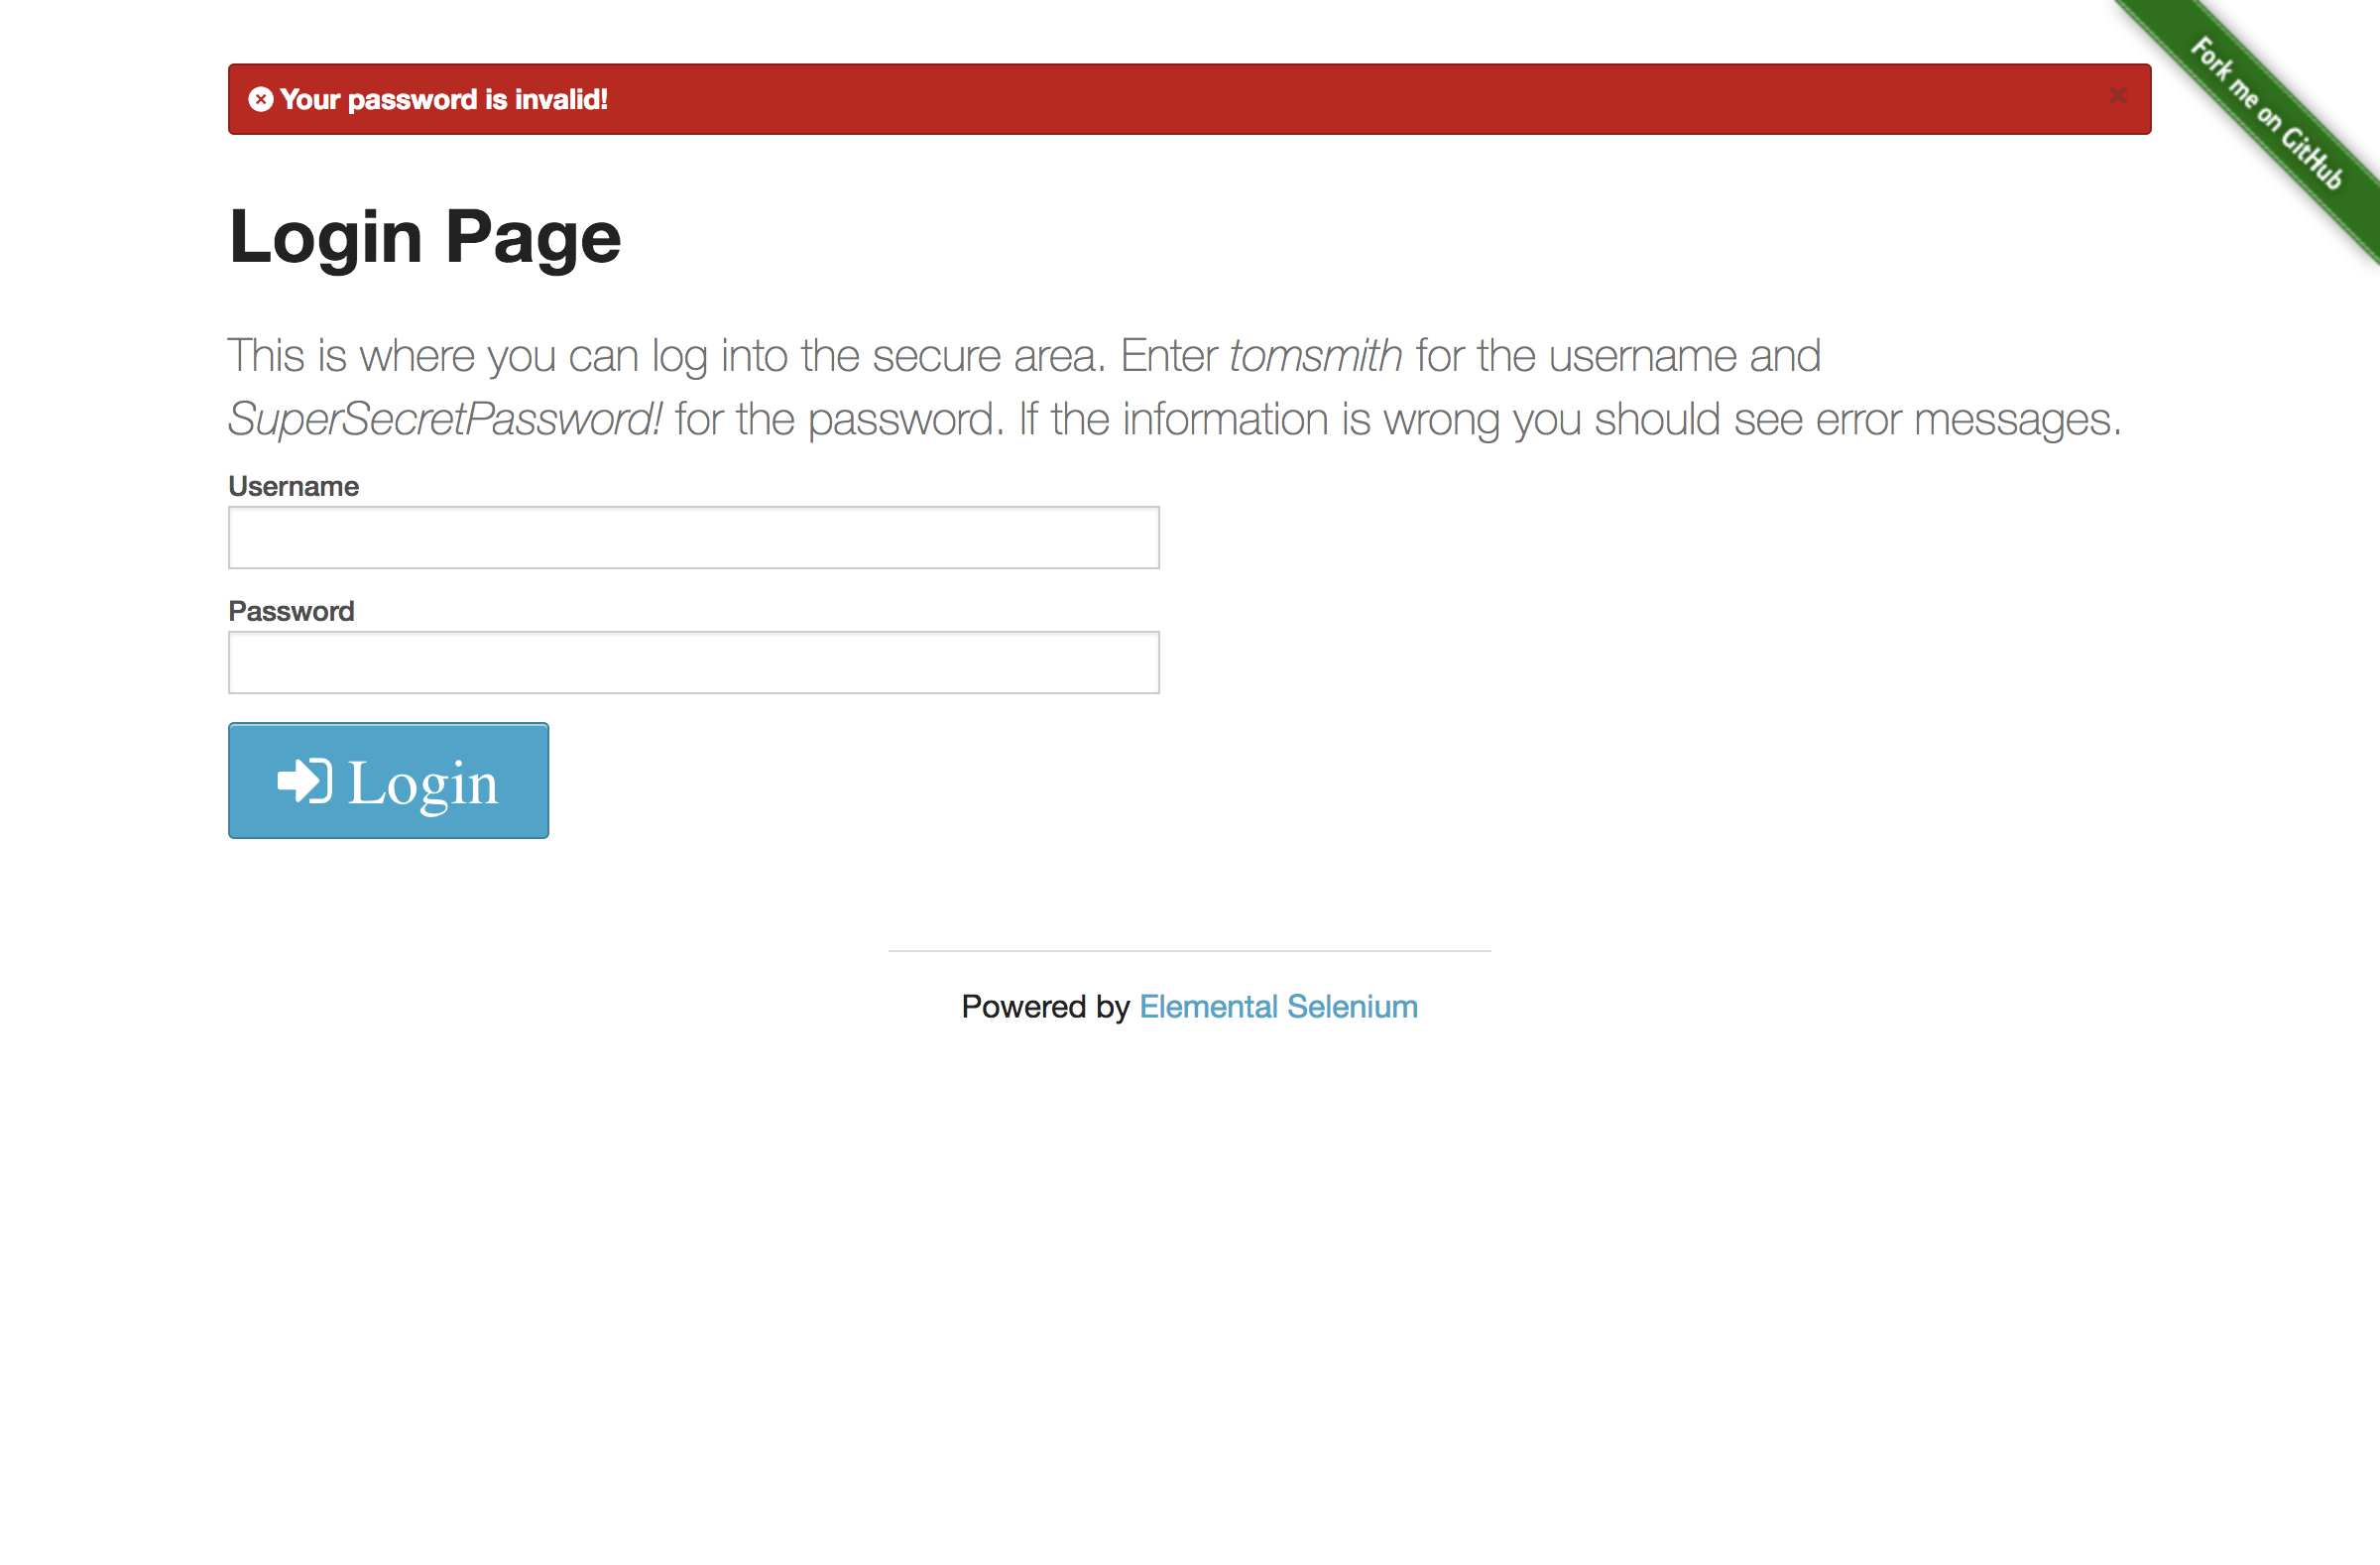 Your password is invalid!
×
Fork me on GitHub
Login Page
This is where you can log into the secure area. Enter tomsmith for the username and
SuperSecretPassword! for the password. If the information is wrong you should see error messages.
Username
Password
Login
Powered by Elemental Selenium